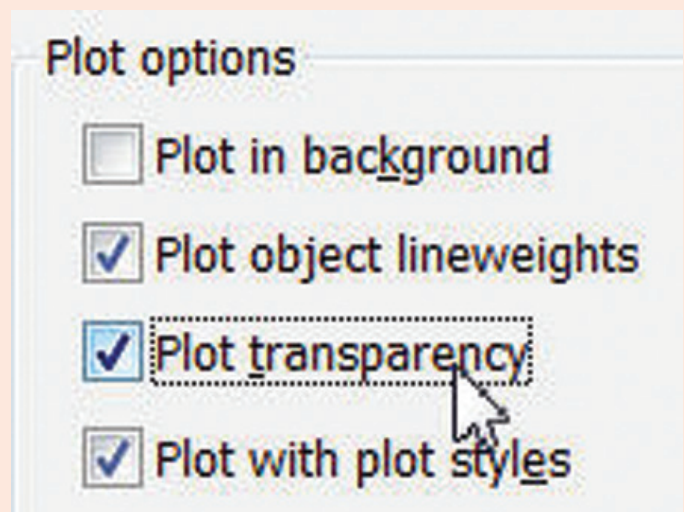 Plot options
Plot in background
Plot object lineweights
Plot transparency
Plot with plot styles